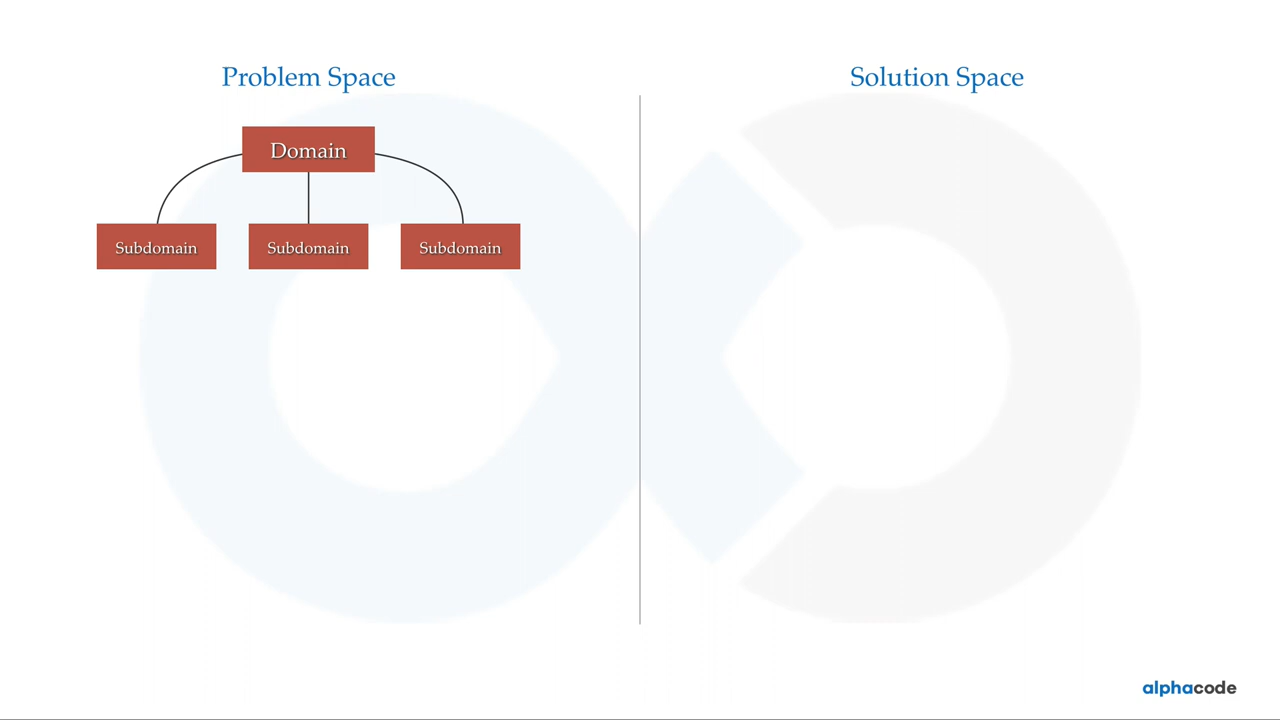 Problem Space
Solution Space
Domain
Subdomain
Subdomain
Subdomain
alphacode